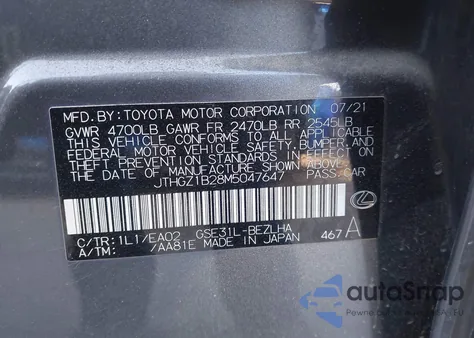 MFD.BY:TOYOTA MOTOR CORPORATION 07/21
GVWR 4700LB GAWR FR 2470LB RR 2545LB
THIS VEHICLE CONFORMS TO ALL APPLICABLE
FEDERAL MOTOR VEHICLE SAFETY, BUMPER, AND
THEFT PREVENTION STANDARDS IN EFFECT ON
THE DATE OF MANUFACTURE SHOWN ABOVE.
JTHGZ1B28M5047647 PASS.CAR
C/TR:1L1/EA02 GSE31L-BEZLHA
A/TM: /AA81E MADE IN JAPAN 467 A
autoSnap